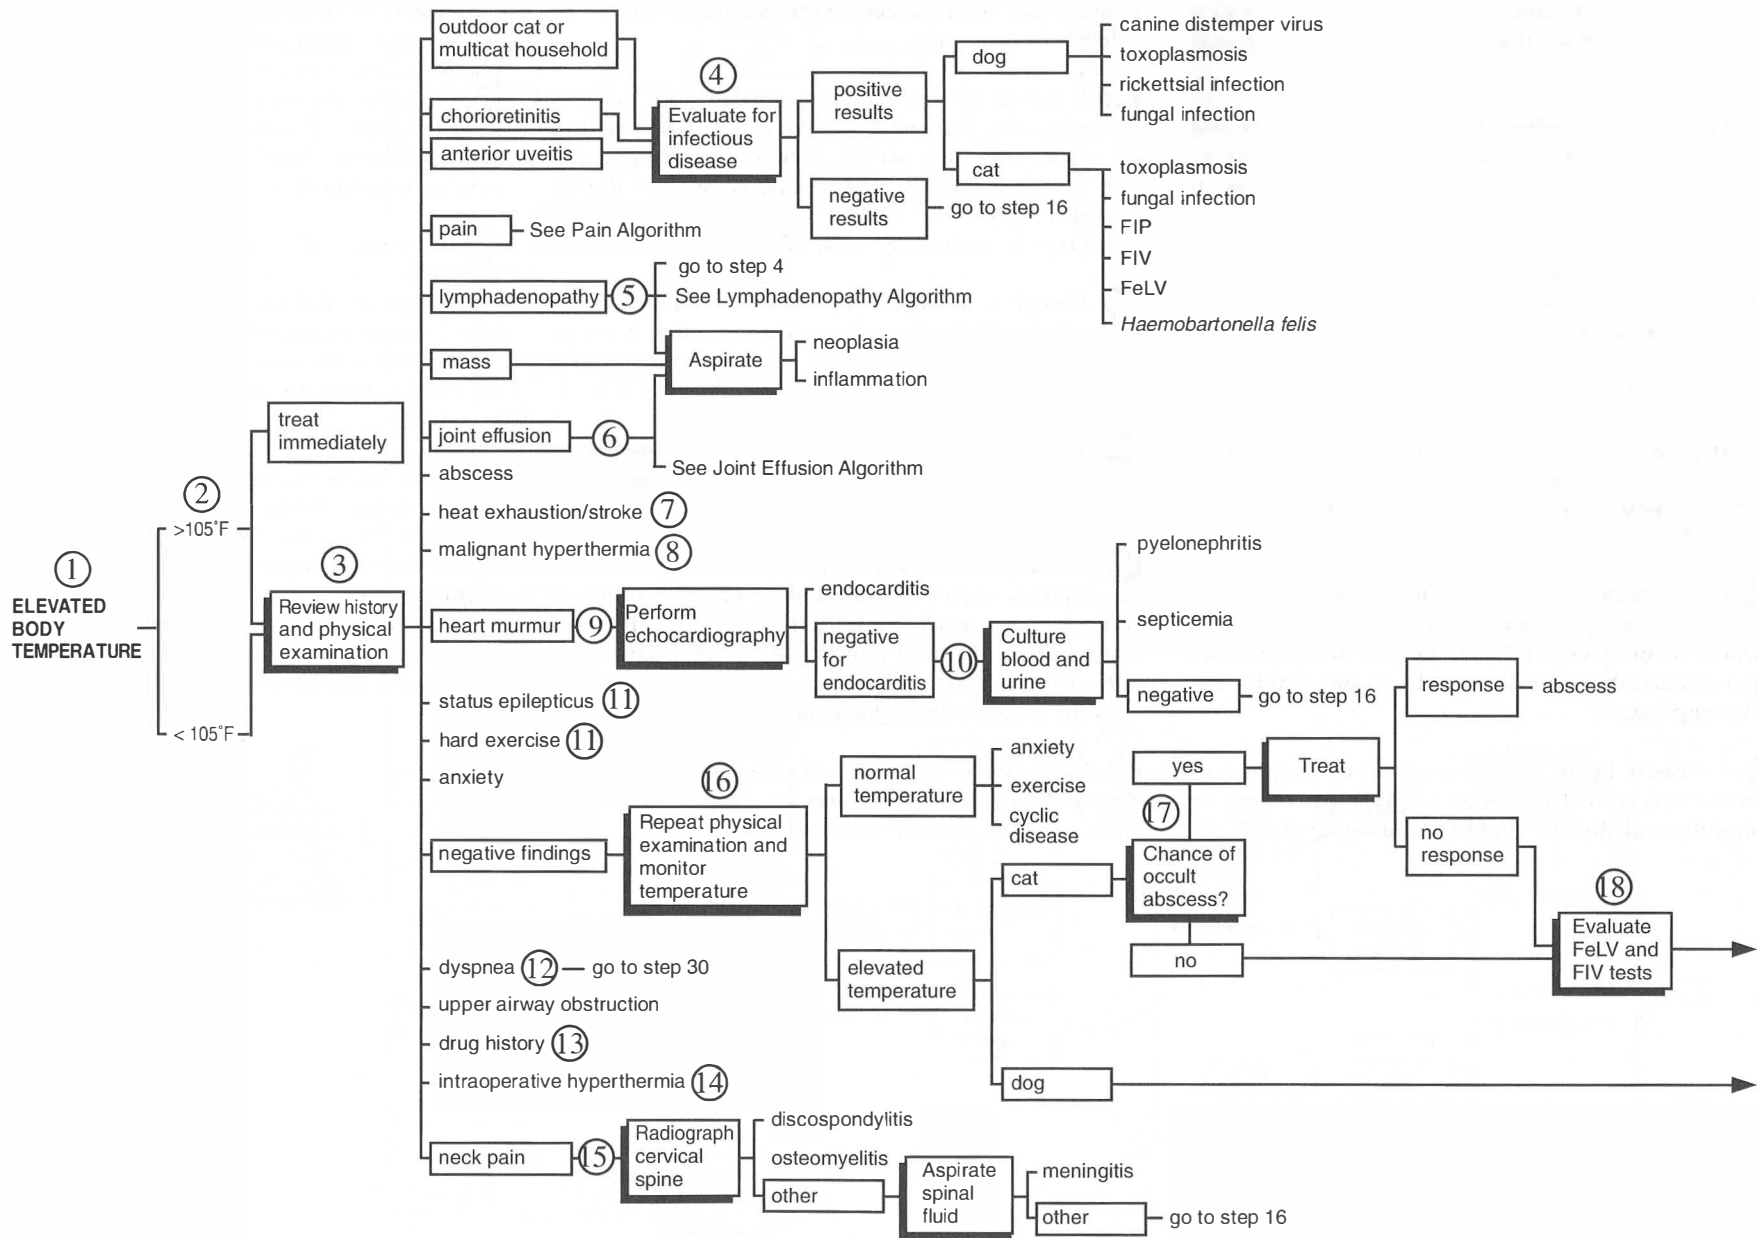 1
ELEVATED
BODY
TEMPERATURE
2
>105°F
< 105°F
treat
immediately
3
Review history
and physical
examination
outdoor cat or
multicat household
chorioretinitis
anterior uveitis
4
Evaluate for
infectious
disease
positive
results
dog
canine distemper virus
toxoplasmosis
rickettsial infection
fungal infection
cat
toxoplasmosis
fungal infection
FIP
FIV
FeLV
Haemobartonella felis
negative
results
go to step 16
pain
See Pain Algorithm
lymphadenopathy
5
go to step 4
See Lymphadenopathy Algorithm
mass
Aspirate
neoplasia
inflammation
joint effusion
6
See Joint Effusion Algorithm
abscess
heat exhaustion/stroke 7
malignant hyperthermia 8
heart murmur
9
Perform
echocardiography
endocarditis
negative
for
endocarditis
10
Culture
blood and
urine
pyelonephritis
septicemia
negative
go to step 16
status epilepticus 11
hard exercise 11
anxiety
negative findings
16
Repeat physical
examination and
monitor
temperature
normal
temperature
anxiety
exercise
cyclic
disease
elevated
temperature
cat
17
Chance of
occult
abscess?
yes
Treat
response
abscess
no
response
no
18
Evaluate
FeLV and
FIV tests
dog
dyspnea 12 go to step 30
upper airway obstruction
drug history 13
intraoperative hyperthermia 14
neck pain
15
Radiograph
cervical
spine
discospondylitis
osteomyelitis
other
Aspirate
spinal
fluid
meningitis
other
go to step 16